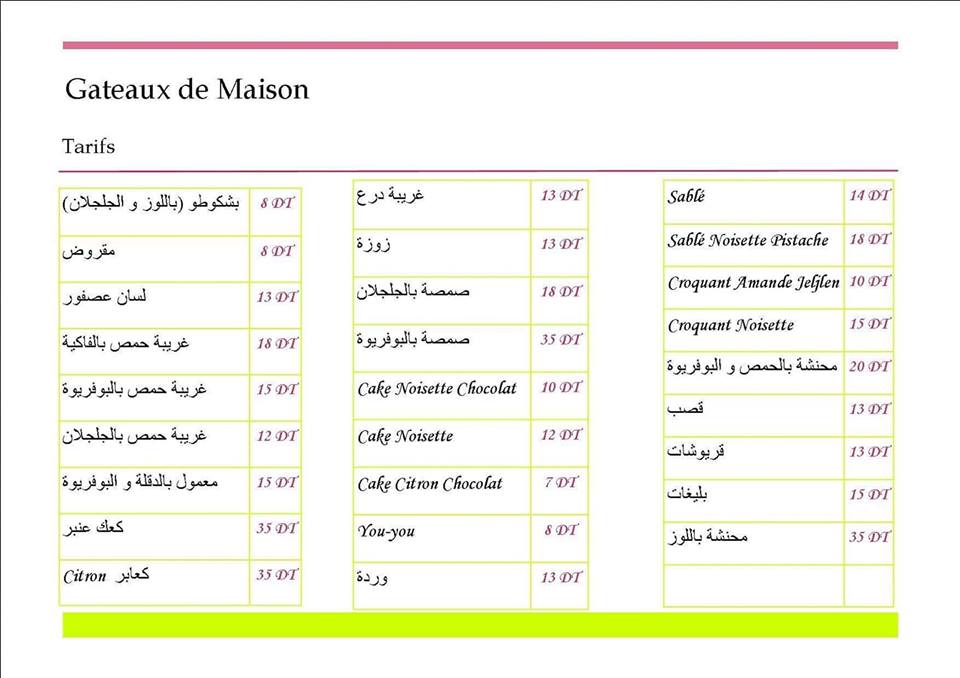 Gateaux de Maison
Tarifs
بشكوطو (باللوز و الجلجلان) 8 DT
مقروض 8 DT
لسان عصفور 13 DT
غريبة حمص بالفاكية 18 DT
غريبة حمص بالبوفريوة 15 DT
غريبة حمص بالجلجلان 12 DT
معمول بالدقلة و البوفريوة 15 DT
كعك عنبر 35 DT
Citron كعابر 35 DT
غريبة درع 13 DT
زوزة 13 DT
صمصة بالجلجلان 18 DT
صمصة بالبوفريوة 35 DT
Cake Noisette Chocolat 10 DT
Cake Noisette 12 DT
Cake Citron Chocolat 7 DT
You-you 8 DT
وردة 13 DT
Sablé 14 DT
Sablé Noisette Pistache 18 DT
Croquant Amande Jeljlen 10 DT
Croquant Noisette 15 DT
محنشة بالحمص و البوفريوة 20 DT
قصب 13 DT
قريوشات 13 DT
بليغات 15 DT
محنشة باللوز 35 DT